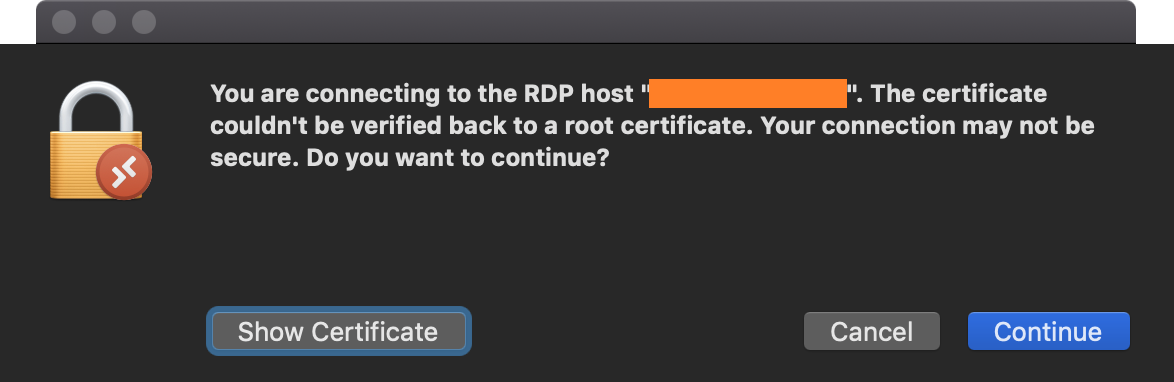 You are connecting to the RDP host "". The certificate
couldn't be verified back to a root certificate. Your connection may not be
secure. Do you want to continue?
Show Certificate
Cancel
Continue